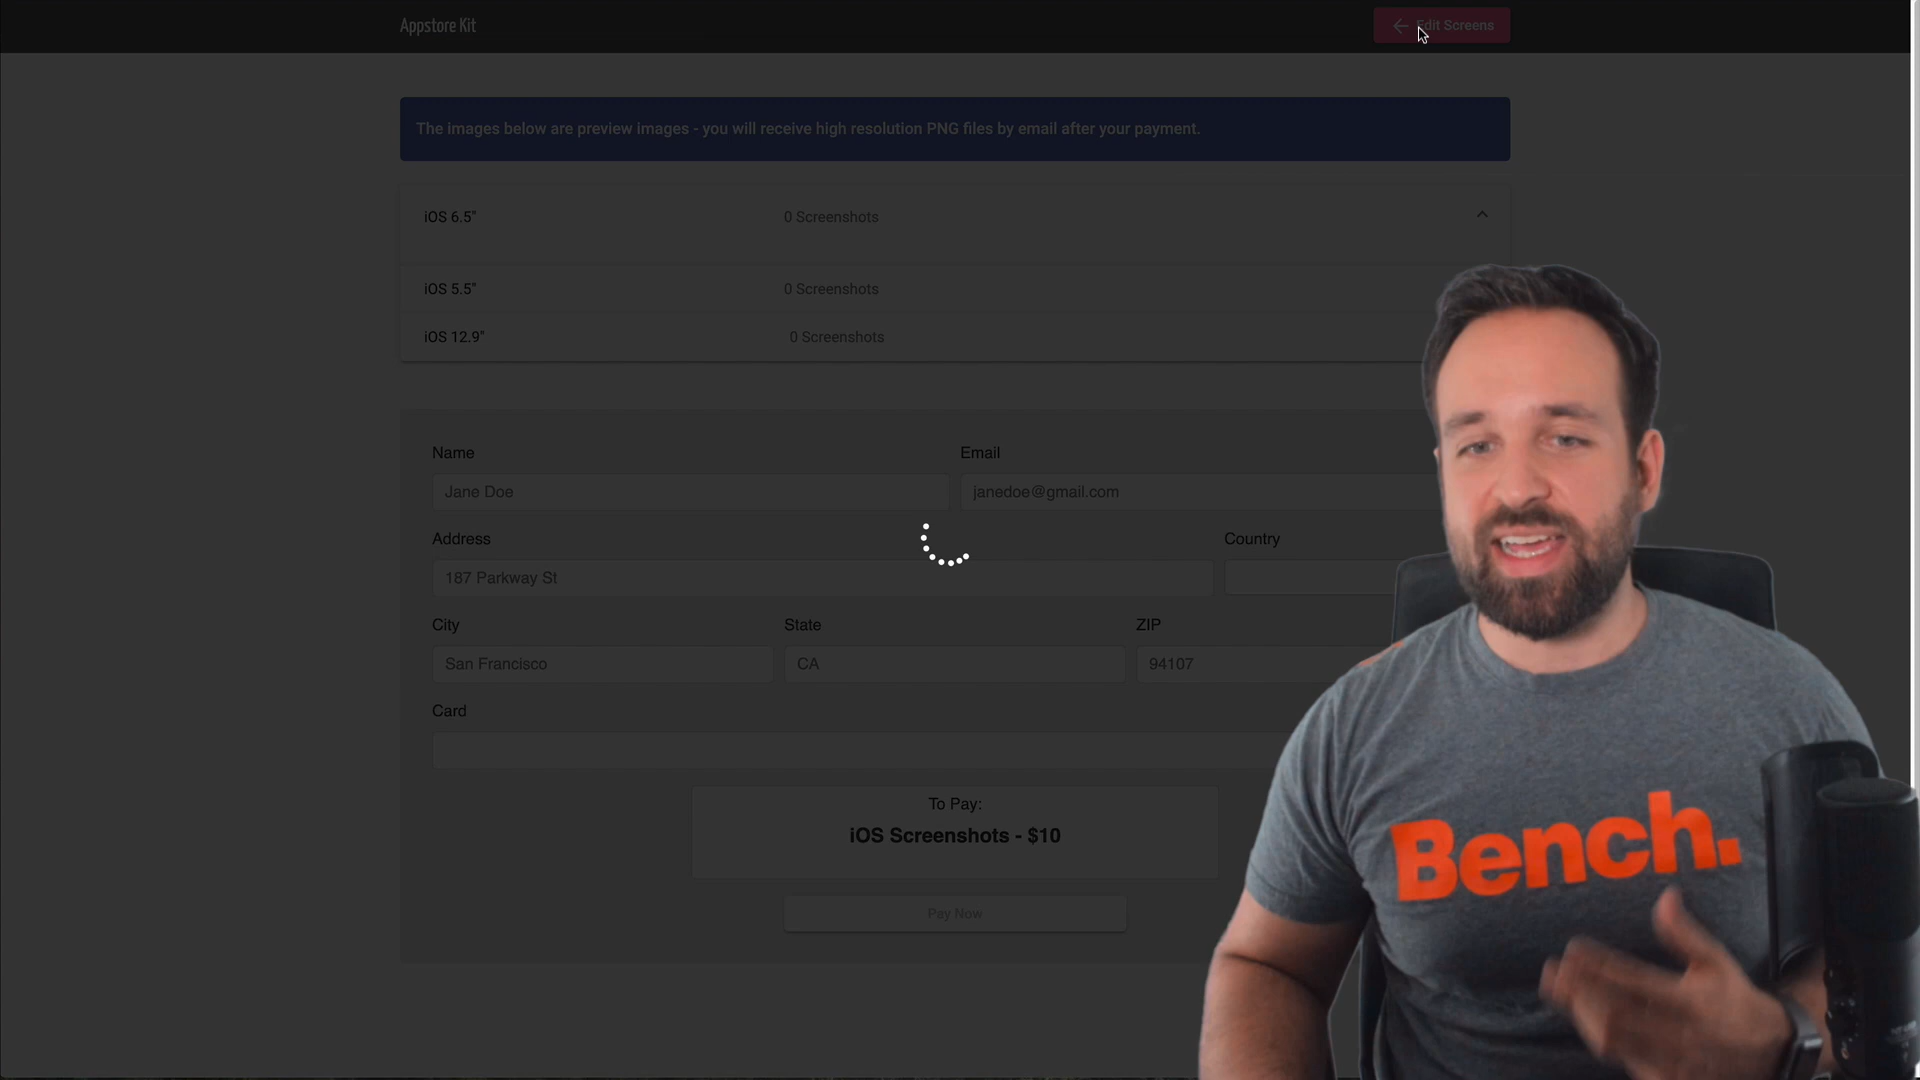 Appstore Kit
Edit Screens
The images below are preview images - you will receive high resolution PNG files by email after your payment.
iOS 6.5" 0 Screenshots
iOS 5.5" 0 Screenshots
iOS 12.9" 0 Screenshots
Name Email
Jane Doe janedoe@gmail.com
Address Country
187 Parkway St
City State ZIP
San Francisco CA 94107
Card
To Pay:
iOS Screenshots - $10
Pay Now
Bench.